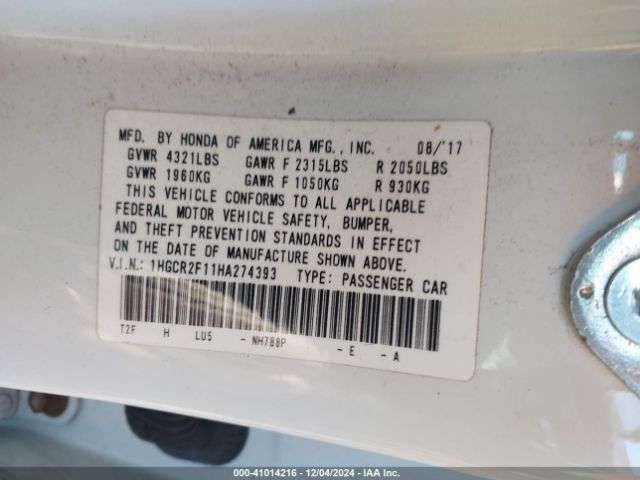 MFD. BY HONDA OF AMERICA MFG., INC. 08/'17
GVWR 4321LBS GAWR F 2315LBS R 2050LBS
GVWR 1960KG GAWR F 1050KG R 930KG
THIS VEHICLE CONFORMS TO ALL APPLICABLE
FEDERAL MOTOR VEHICLE SAFETY, BUMPER,
AND THEFT PREVENTION STANDARDS IN EFFECT
ON THE DATE OF MANUFACTURE SHOWN ABOVE.
V.I.N.: 1HGCR2F11HA274393 TYPE: PASSENGER CAR
T2F H LU5 - NH788P - E - A
000-41014216 - 12/04/2024 - IAA Inc.